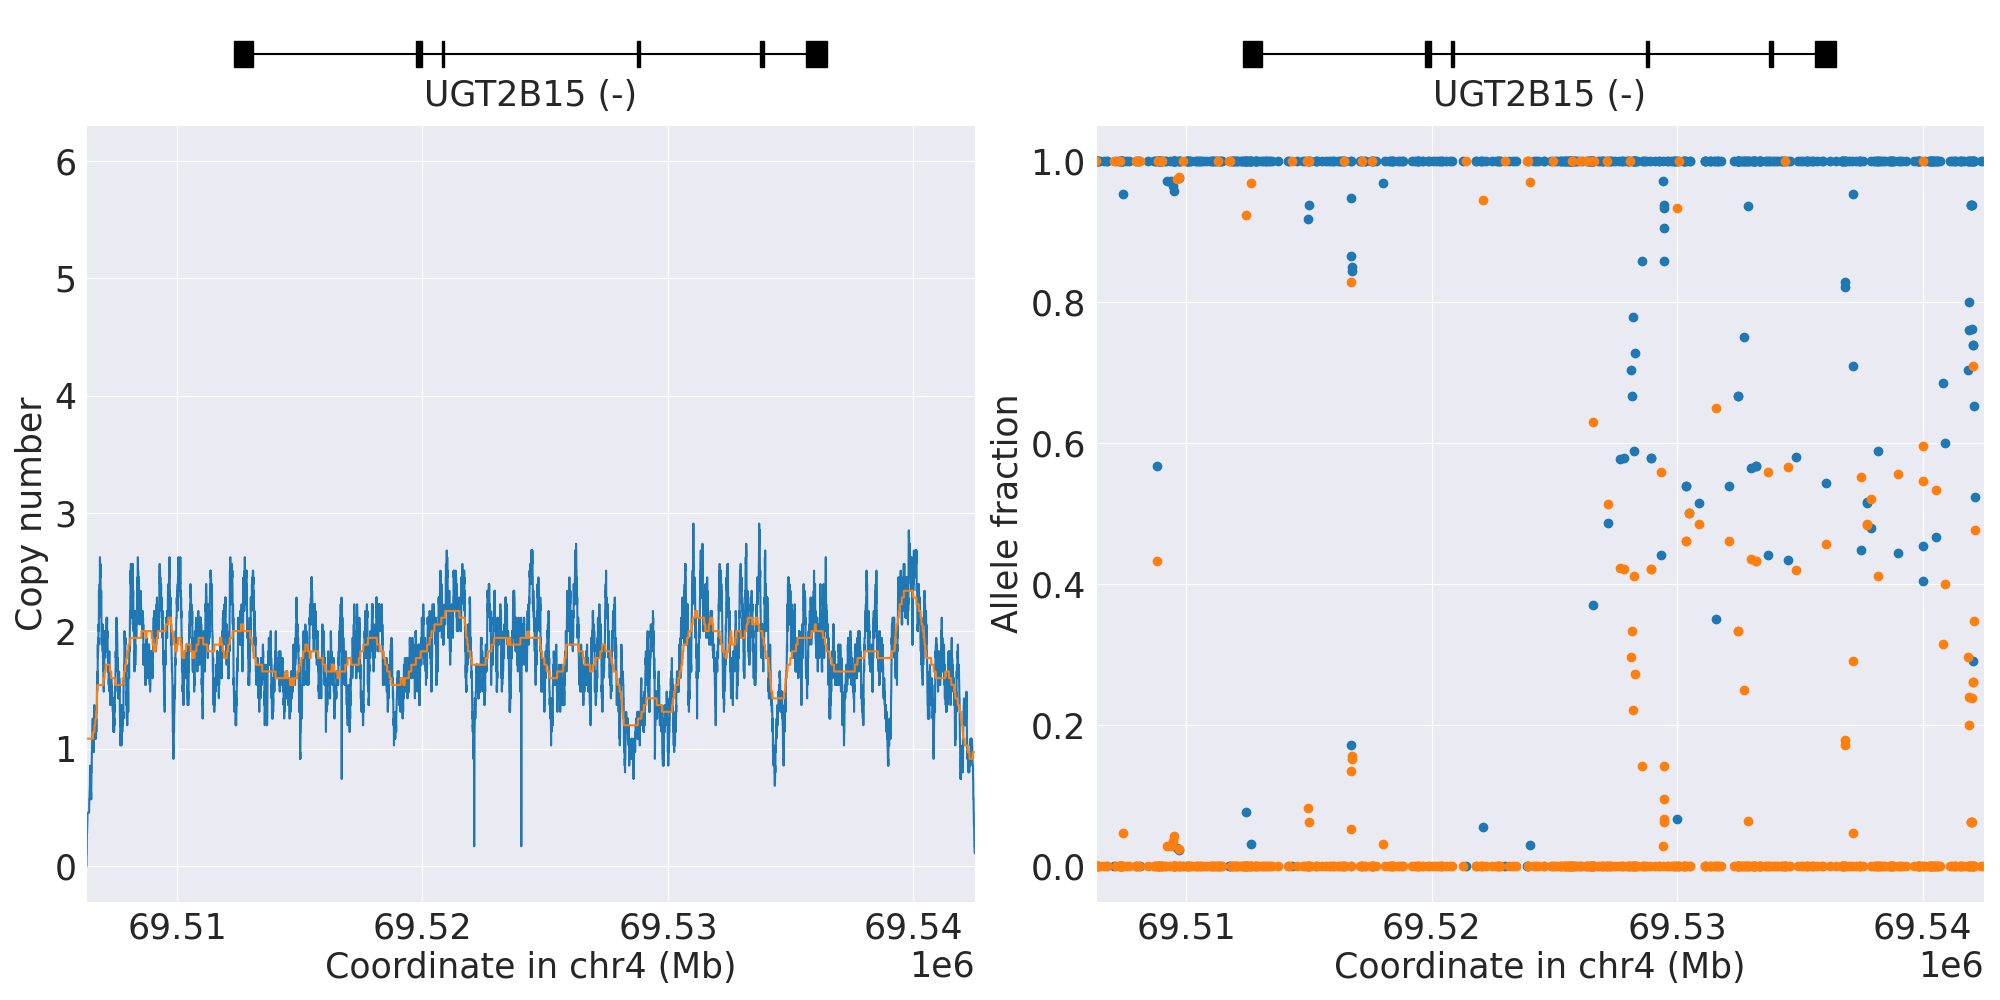 UGT2B15 (-)
6
5
4
3
2
1
0
Copy number
69.51 69.52 69.53 69.54
Coordinate in chr4 (Mb)
1e6
UGT2B15 (-)
1.0
0.8
0.6
0.4
0.2
0.0
Allele fraction
69.51 69.52 69.53 69.54
Coordinate in chr4 (Mb)
1e6